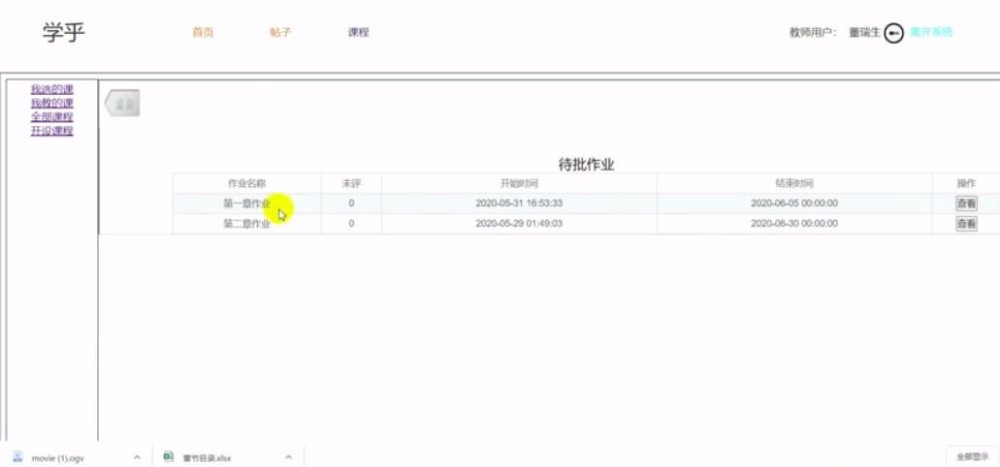 学乎 首页 帖子 课程 教师用户： 董瑞生 离开系统
我选的课
我教的课
全部课程
开设课程
返回
待批作业
作业名称 未评 开始时间 结束时间 操作
第一章作业 0 2020-05-31 16:53:33 2020-06-05 00:00:00 查看
第二章作业 0 2020-05-29 01:49:03 2020-06-30 00:00:00 查看
movie (1).ogv 章节目录.xlsx 全部显示